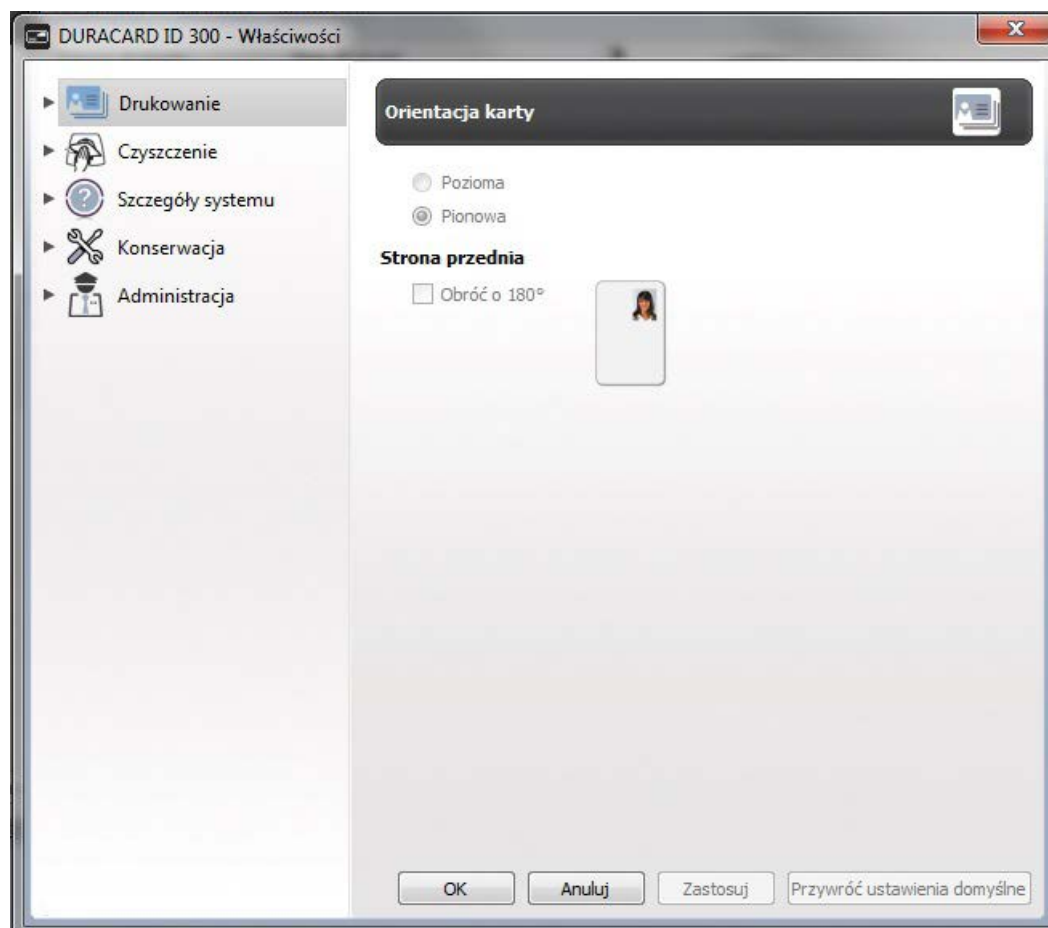 DURACARD ID 300 - Właściwości
Drukowanie
Czyszczenie
Szczegóły systemu
Konserwacja
Administracja
Orientacja karty
Pozioma
Pionowa
Strona przednia
Obróć o 180°
OK
Anuluj
Zastosuj
Przywróć ustawienia domyślne